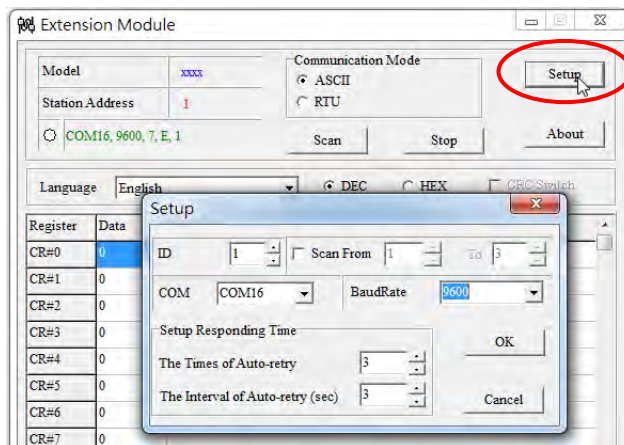 Extension Module
Model xxxx
Communication Mode
ASCII
RTU
Setup
Station Address 1
COM16, 9600, 7, E, 1
Scan Stop About
Language English DEC HEX CRC Switch
Register Data
Setup
CR#0 0
ID 1 Scan From 1 To 3
CR#1 0
CR#2 0
COM COM16 BaudRate 9600
CR#3 0
Setup Responding Time
OK
CR#4 0
The Times of Auto-retry 3
CR#5 0
The Interval of Auto-retry (sec) 3 Cancel
CR#6 0
CR#7 0